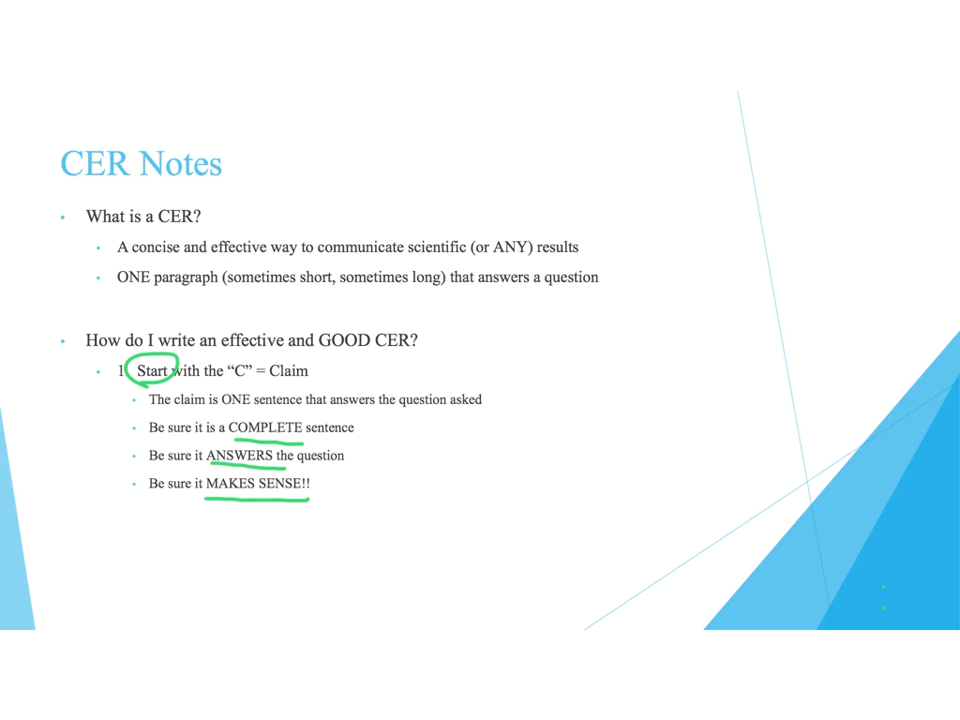 CER Notes
• What is a CER?
• A concise and effective way to communicate scientific (or ANY) results
• ONE paragraph (sometimes short, sometimes long) that answers a question
• How do I write an effective and GOOD CER?
• 1 Start with the “C” = Claim
• The claim is ONE sentence that answers the question asked
• Be sure it is a COMPLETE sentence
• Be sure it ANSWERS the question
• Be sure it MAKES SENSE!!